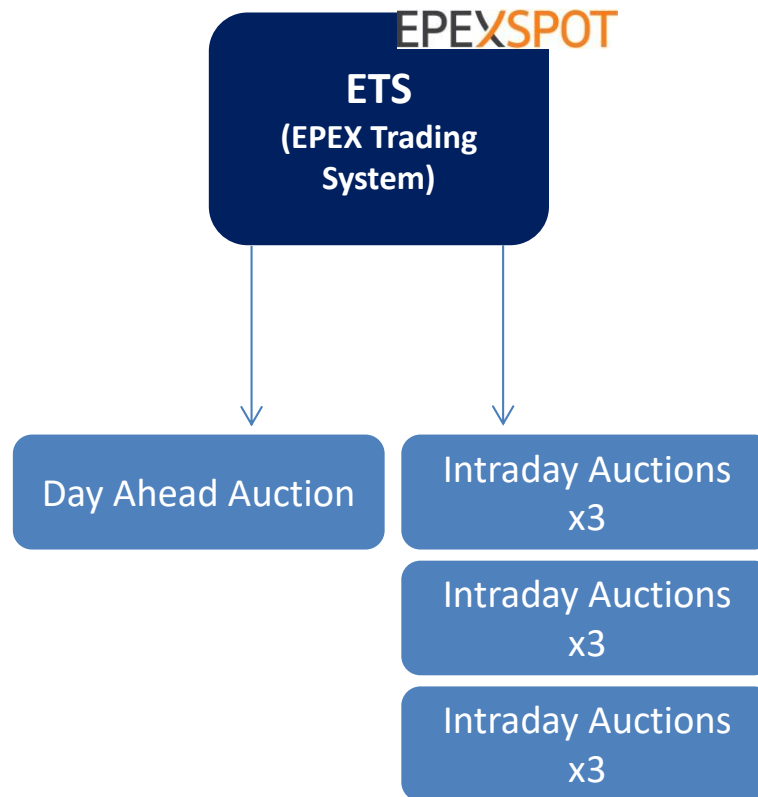 EPEXSPOT
ETS
(EPEX Trading
System)
Day Ahead Auction
Intraday Auctions
x3
Intraday Auctions
x3
Intraday Auctions
x3